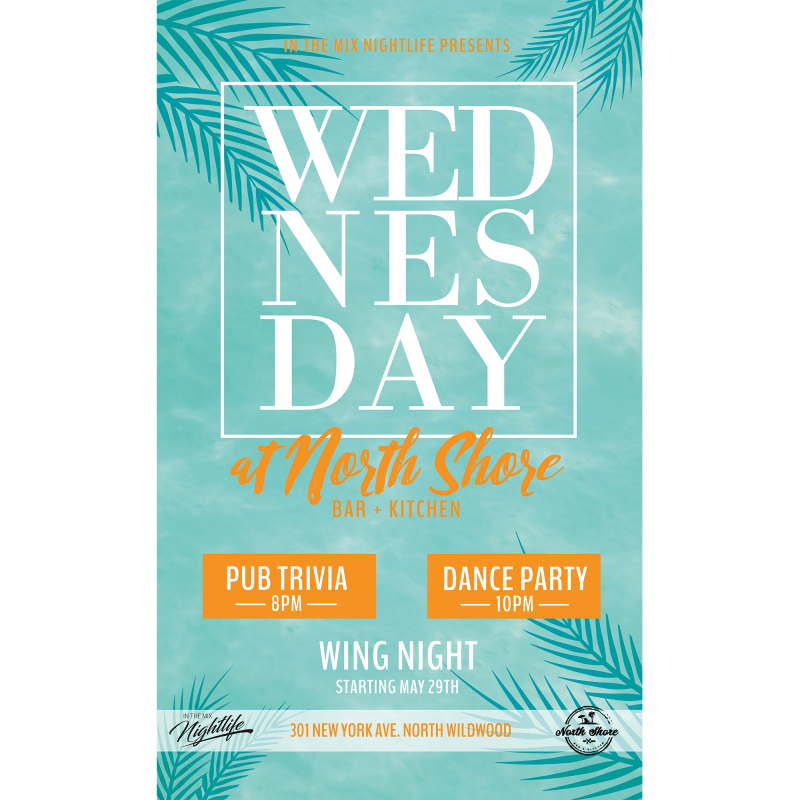 IN THE MIX NIGHTLIFE PRESENTS
WED
NES
DAY
at North Shore
BAR + KITCHEN
PUB TRIVIA
8PM
DANCE PARTY
10PM
WING NIGHT
STARTING MAY 29TH
IN THE MIX
Nightlife
301 NEW YORK AVE. NORTH WILDWOOD
North Shore